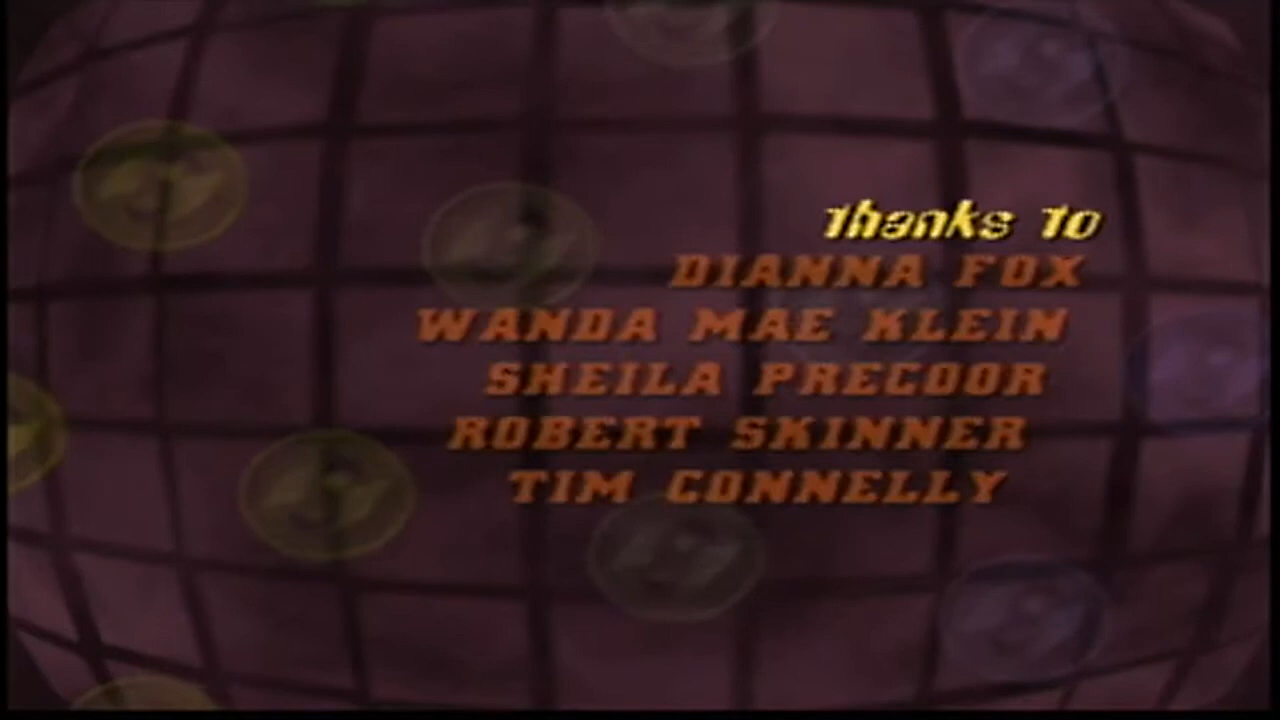 thanks to
DIANNA FOX
WANDA MAE KLEIN
SHEILA PRECOOR
ROBERT SKINNER
TIM CONNELLY